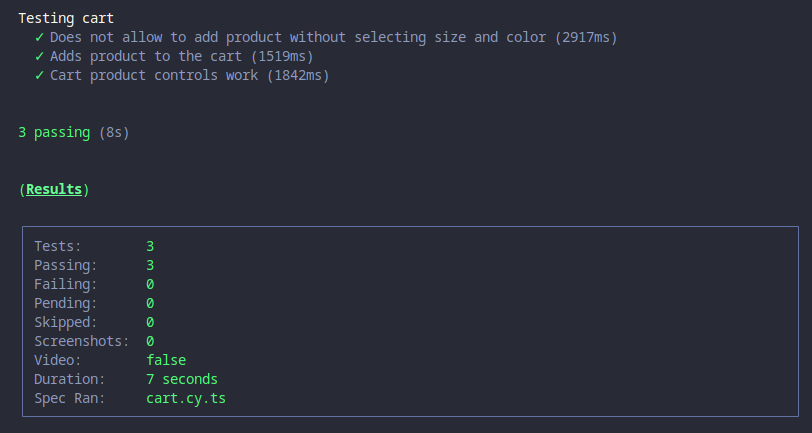 Testing cart
✓ Does not allow to add product without selecting size and color (2917ms)
✓ Adds product to the cart (1519ms)
✓ Cart product controls work (1842ms)
3 passing (8s)
(Results)
Tests: 3
Passing: 3
Failing: 0
Pending: 0
Skipped: 0
Screenshots: 0
Video: false
Duration: 7 seconds
Spec Ran: cart.cy.ts